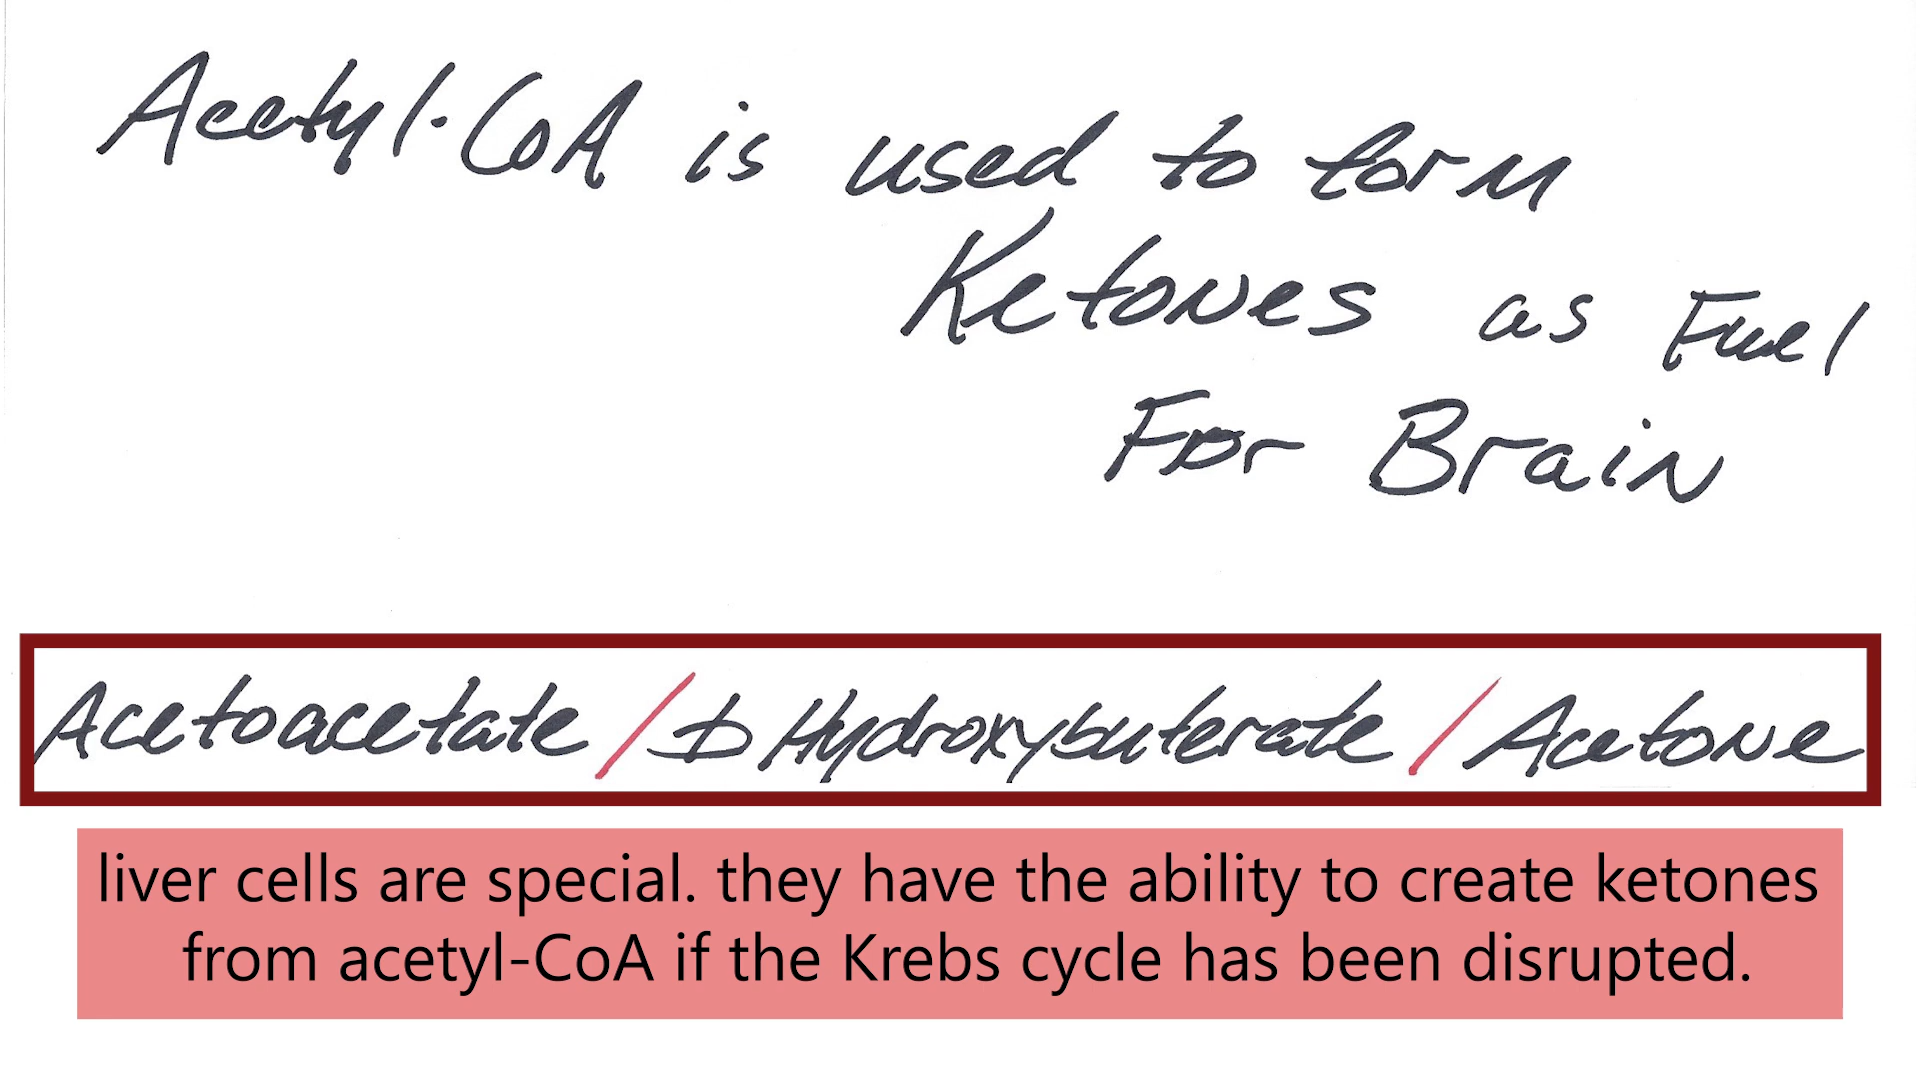 Acetyl-CoA is used to form
Ketones as Fuel
For Brain
Acetoacetate / D Hydroxybuterate / Acetone
liver cells are special. they have the ability to create ketones
from acetyl-CoA if the Krebs cycle has been disrupted.